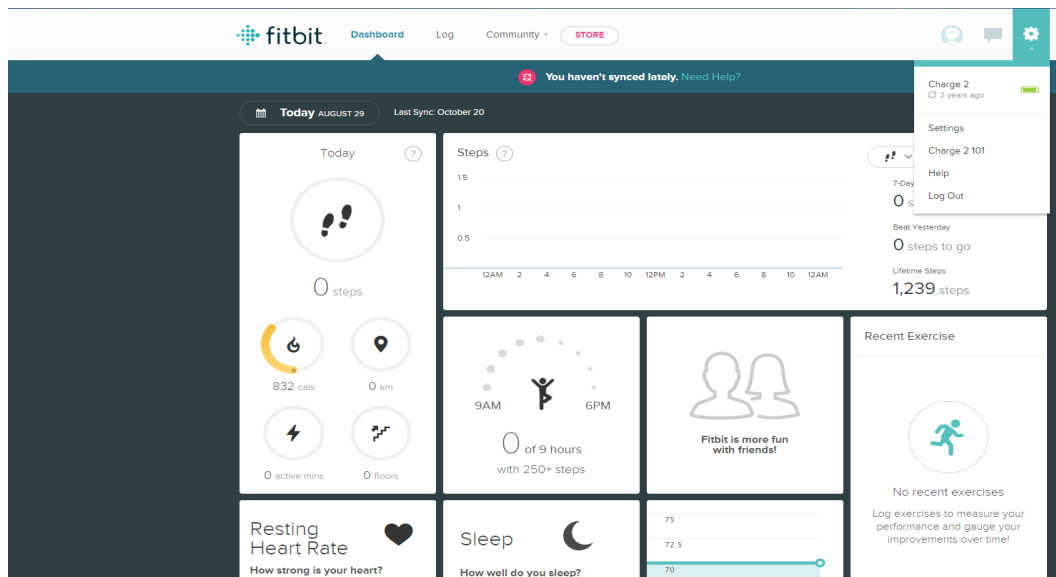 fitbit
Dashboard
Log
Community
STORE
You haven't synced lately. Need Help?
Charge 2
2 years ago
Settings
Charge 2 101
Help
Log Out
Today AUGUST 29
Last Sync: October 20
Today ?
0 steps
832 cals
0 km
0 active mins
0 floors
Steps ?
1.5
1
0.5
12AM 2 4 6 8 10 12PM 2 4 6 8 10 12AM
7-Day
0 s
Beat Yesterday
0 steps to go
Lifetime Steps
1,239 steps
9AM 6PM
0 of 9 hours
with 250+ steps
Fitbit is more fun
with friends!
Recent Exercise
No recent exercises
Log exercises to measure your
performance and gauge your
improvements over time!
Resting
Heart Rate
How strong is your heart?
Sleep
How well do you sleep?
75
72.5
70